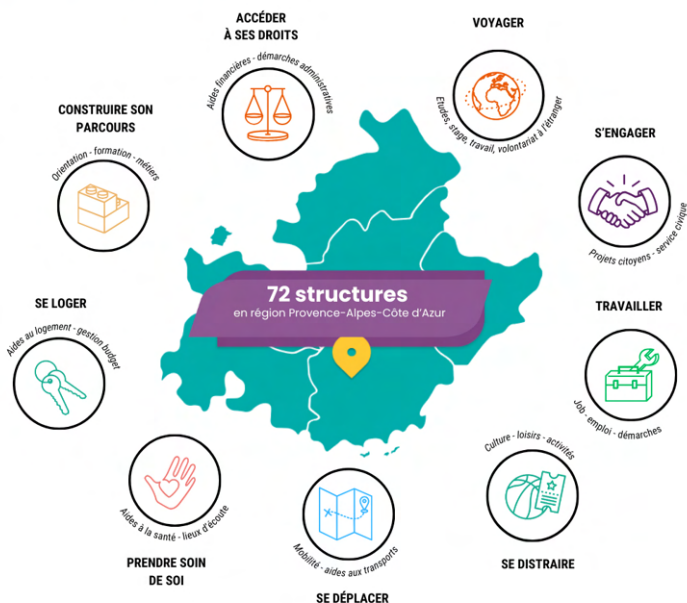 ACCÉDER
À SES DROITS
Aides financières - démarches administratives
VOYAGER
Etudes, stage, travail, volontariat à l'étranger
CONSTRUIRE SON
PARCOURS
Orientation - formation - métiers
S'ENGAGER
Projets citoyens - service civique
72 structures
en région Provence-Alpes-Côte d'Azur
SE LOGER
Aides au logement - gestion budget
TRAVAILLER
Job - emploi - démarches
Aides à la santé - lieux d'écoute
PRENDRE SOIN
DE SOI
Mobilité - aides aux transports
SE DÉPLACER
Culture - loisirs - activités
SE DISTRAIRE